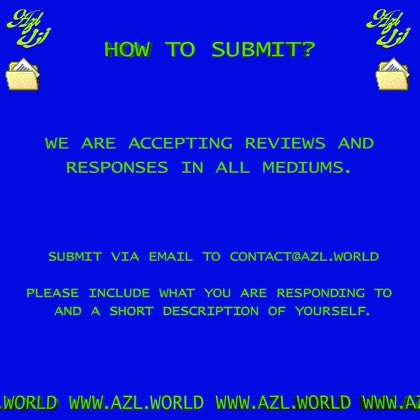 Azl
Azl
HOW TO SUBMIT?
WE ARE ACCEPTING REVIEWS AND
RESPONSES IN ALL MEDIUMS.
SUBMIT VIA EMAIL TO CONTACT@AZL.WORLD
PLEASE INCLUDE WHAT YOU ARE RESPONDING TO
AND A SHORT DESCRIPTION OF YOURSELF.
.WORLD WWW.AZL.WORLD WWW.AZL.WORLD WWW.AZ